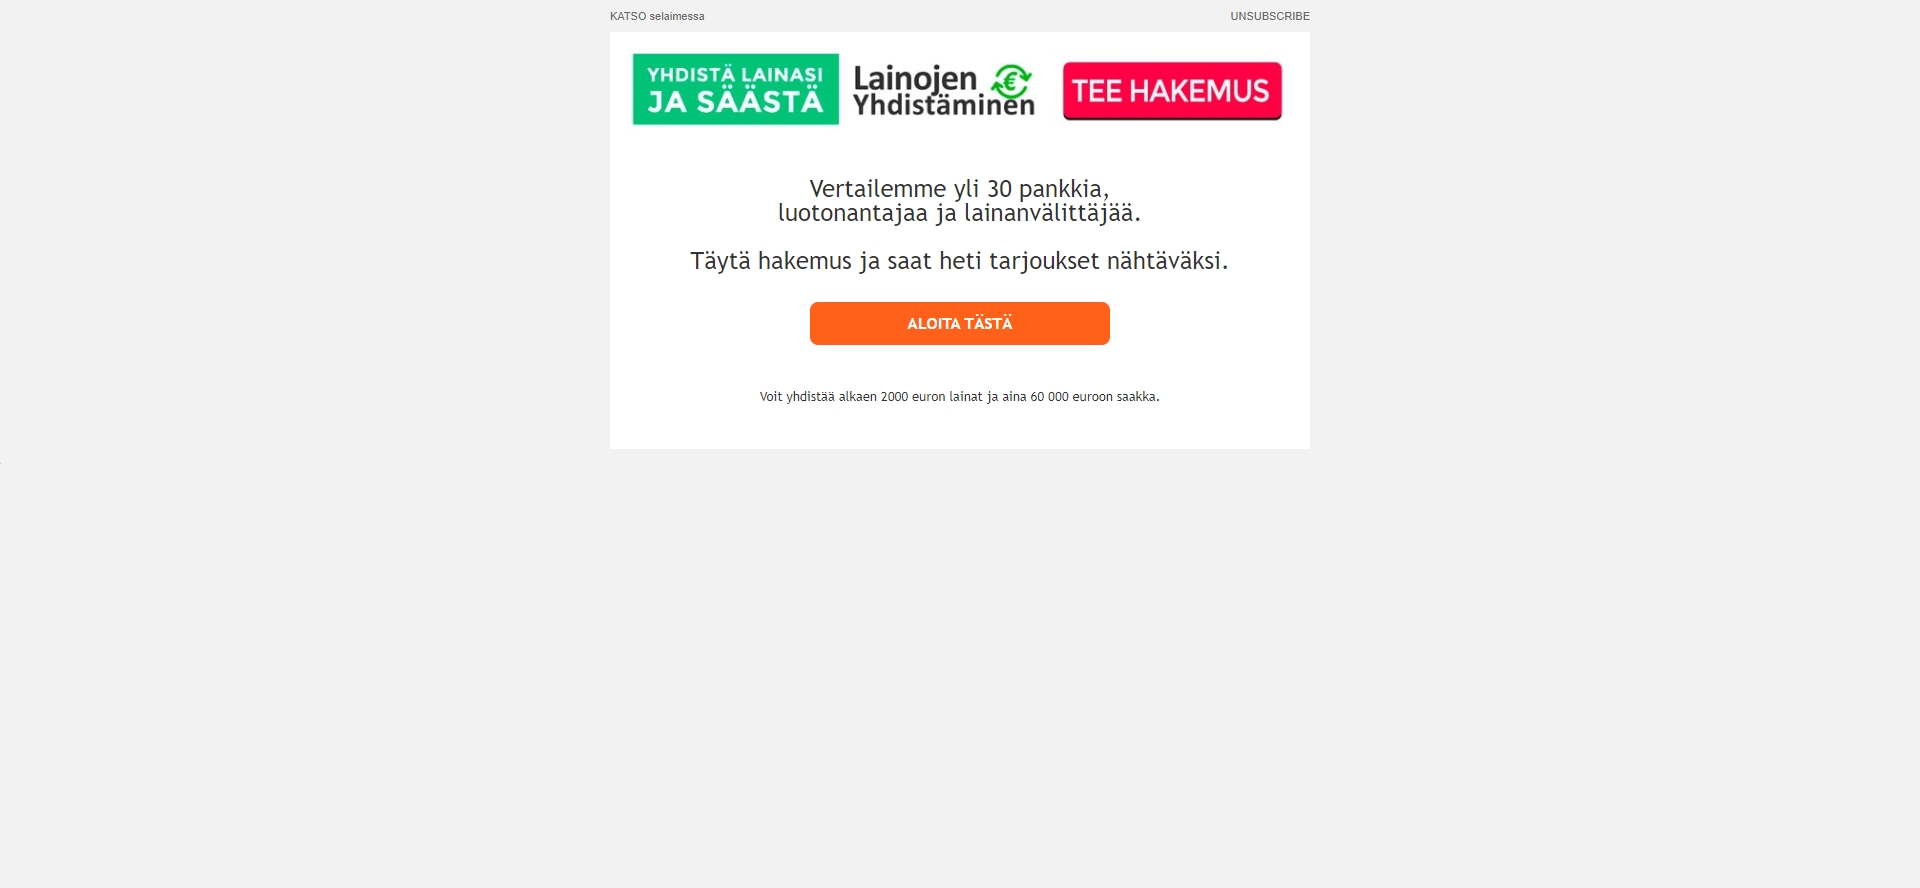 KATSO selaimessa
UNSUBSCRIBE
YHDISTÄ LAINASI
JA SÄÄSTÄ
Lainojen
Yhdistäminen
TEE HAKEMUS
Vertailemme yli 30 pankkia,
luotonantajaa ja lainanvälittäjää.
Täytä hakemus ja saat heti tarjoukset nähtäväksi.
ALOITA TÄSTÄ
Voit yhdistää alkaen 2000 euron lainat ja aina 60 000 euroon saakka.